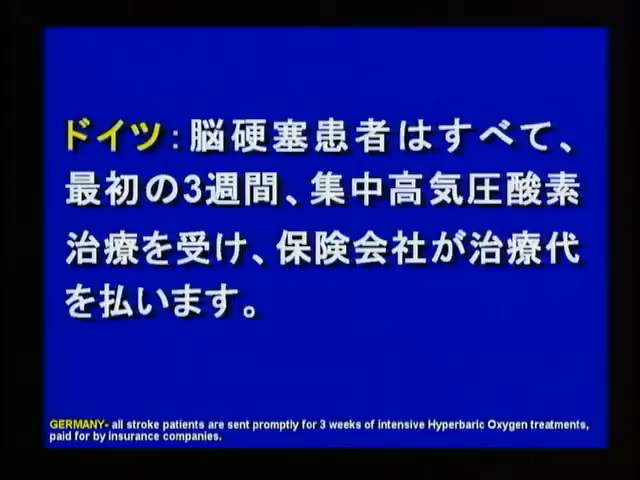 ドイツ：脳硬塞患者はすべて、
最初の3週間、集中高気圧酸素
治療を受け、保険会社が治療代
を払います。
GERMANY- all stroke patients are sent promptly for 3 weeks of intensive Hyperbaric Oxygen treatments,
paid for by insurance companies.